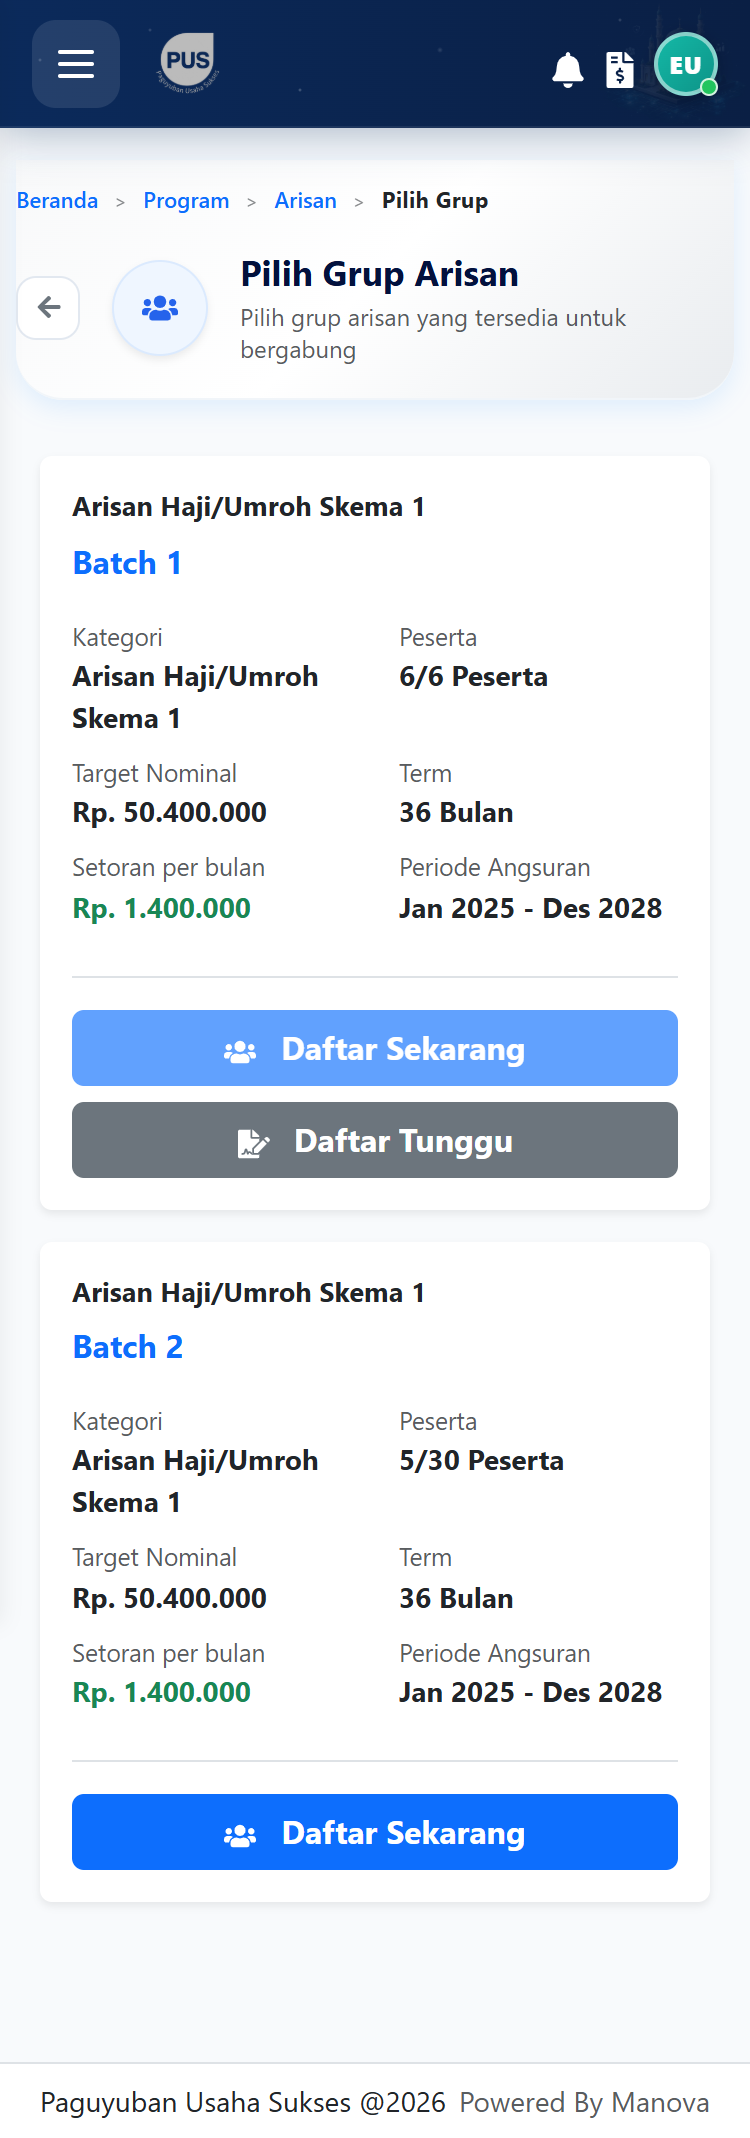 PUS
Paguyuban Usaha Sukses
EU
Beranda > Program > Arisan > Pilih Grup
Pilih Grup Arisan
Pilih grup arisan yang tersedia untuk
bergabung
Arisan Haji/Umroh Skema 1
Batch 1
Kategori
Arisan Haji/Umroh
Skema 1
Peserta
6/6 Peserta
Target Nominal
Rp. 50.400.000
Term
36 Bulan
Setoran per bulan
Rp. 1.400.000
Periode Angsuran
Jan 2025 - Des 2028
Daftar Sekarang
Daftar Tunggu
Arisan Haji/Umroh Skema 1
Batch 2
Kategori
Arisan Haji/Umroh
Skema 1
Peserta
5/30 Peserta
Target Nominal
Rp. 50.400.000
Term
36 Bulan
Setoran per bulan
Rp. 1.400.000
Periode Angsuran
Jan 2025 - Des 2028
Daftar Sekarang
Paguyuban Usaha Sukses @2026 Powered By Manova